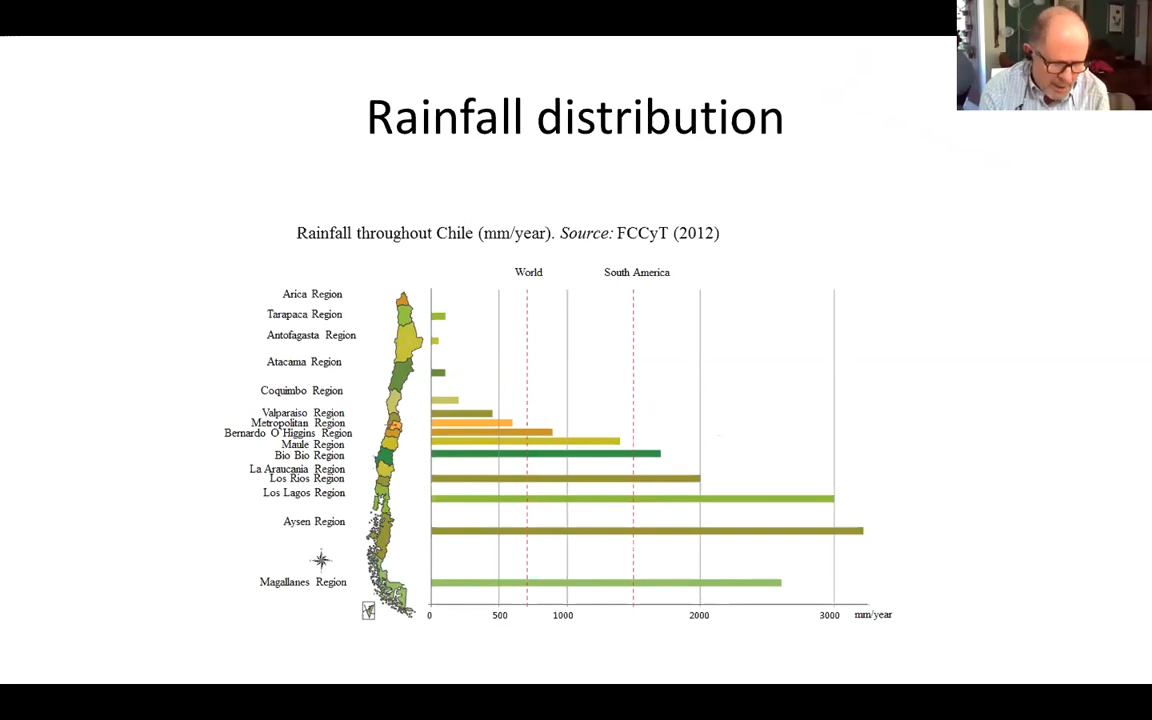 Rainfall distribution
Rainfall throughout Chile (mm/year). Source: FCCyT (2012)
World South America
Arica Region
Tarapaca Region
Antofagasta Region
Atacama Region
Coquimbo Region
Valparaiso Region
Metropolitan Region
Bernardo O'Higgins Region
Maule Region
Bio Bio Region
La Araucania Region
Los Rios Region
Los Lagos Region
Aysen Region
Magallanes Region
0 500 1000 2000 3000 mm/year